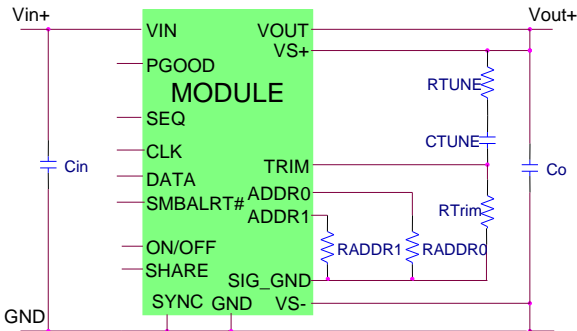 Vin+
Vout+
VIN
VOUT
VS+
PGOOD
RTUNE
MODULE
SEQ
CTUNE
CLK
TRIM
Cin
Co
DATA
ADDR0
SMBALRT#
RTrim
ADDR1
RADDR1
RADDR0
ON/OFF
SHARE
SIG_GND
SYNC
GND
VS-
GND